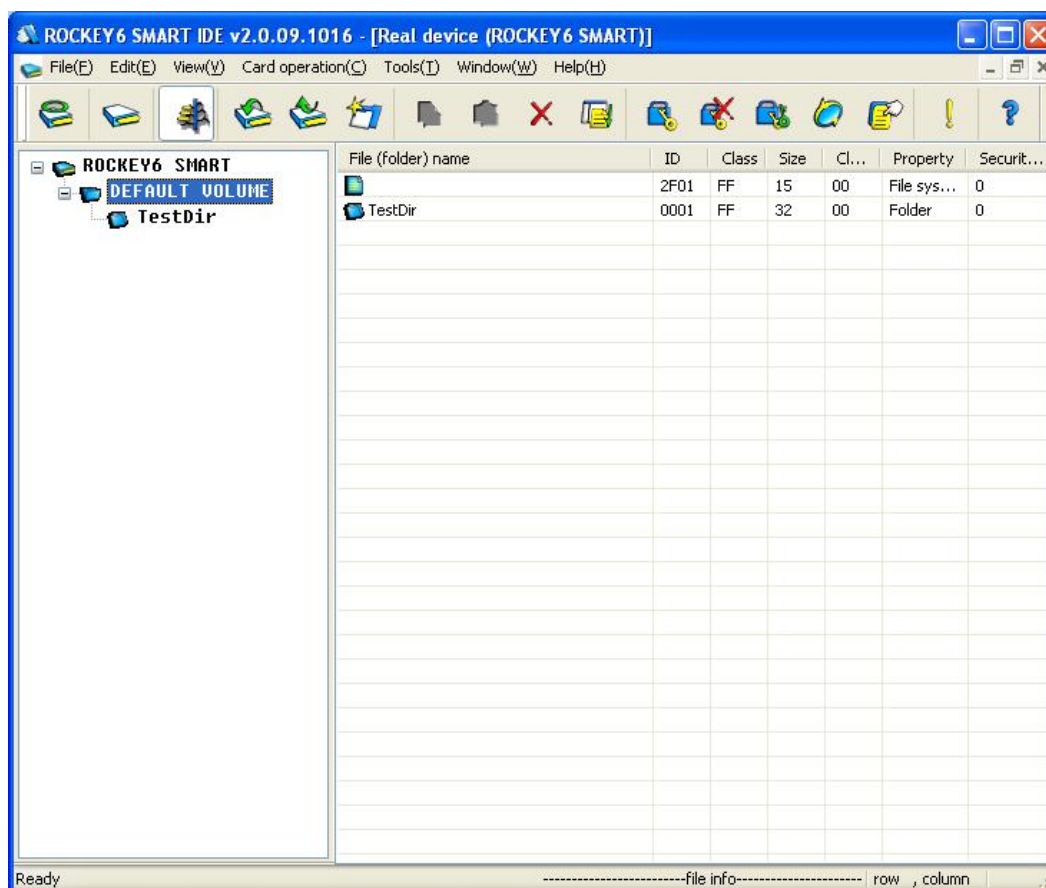 ROCKEY6 SMART IDE v2.0.09.1016 - [Real device (ROCKEY6 SMART)]
File(F) Edit(E) View(V) Card operation(C) Tools(T) Window(W) Help(H)
ROCKEY6 SMART
DEFAULT VOLUME
TestDir
File (folder) name ID Class Size Cl... Property Securit...
2F01 FF 15 00 File sys... 0
TestDir 0001 FF 32 00 Folder 0
Ready -----------------------file info--------------------- row , column